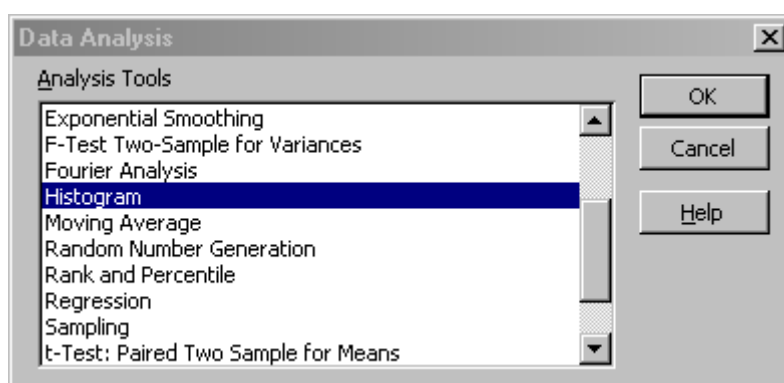 Data Analysis
Analysis Tools
Exponential Smoothing
F-Test Two-Sample for Variances
Fourier Analysis
Histogram
Moving Average
Random Number Generation
Rank and Percentile
Regression
Sampling
t-Test: Paired Two Sample for Means
OK
Cancel
Help